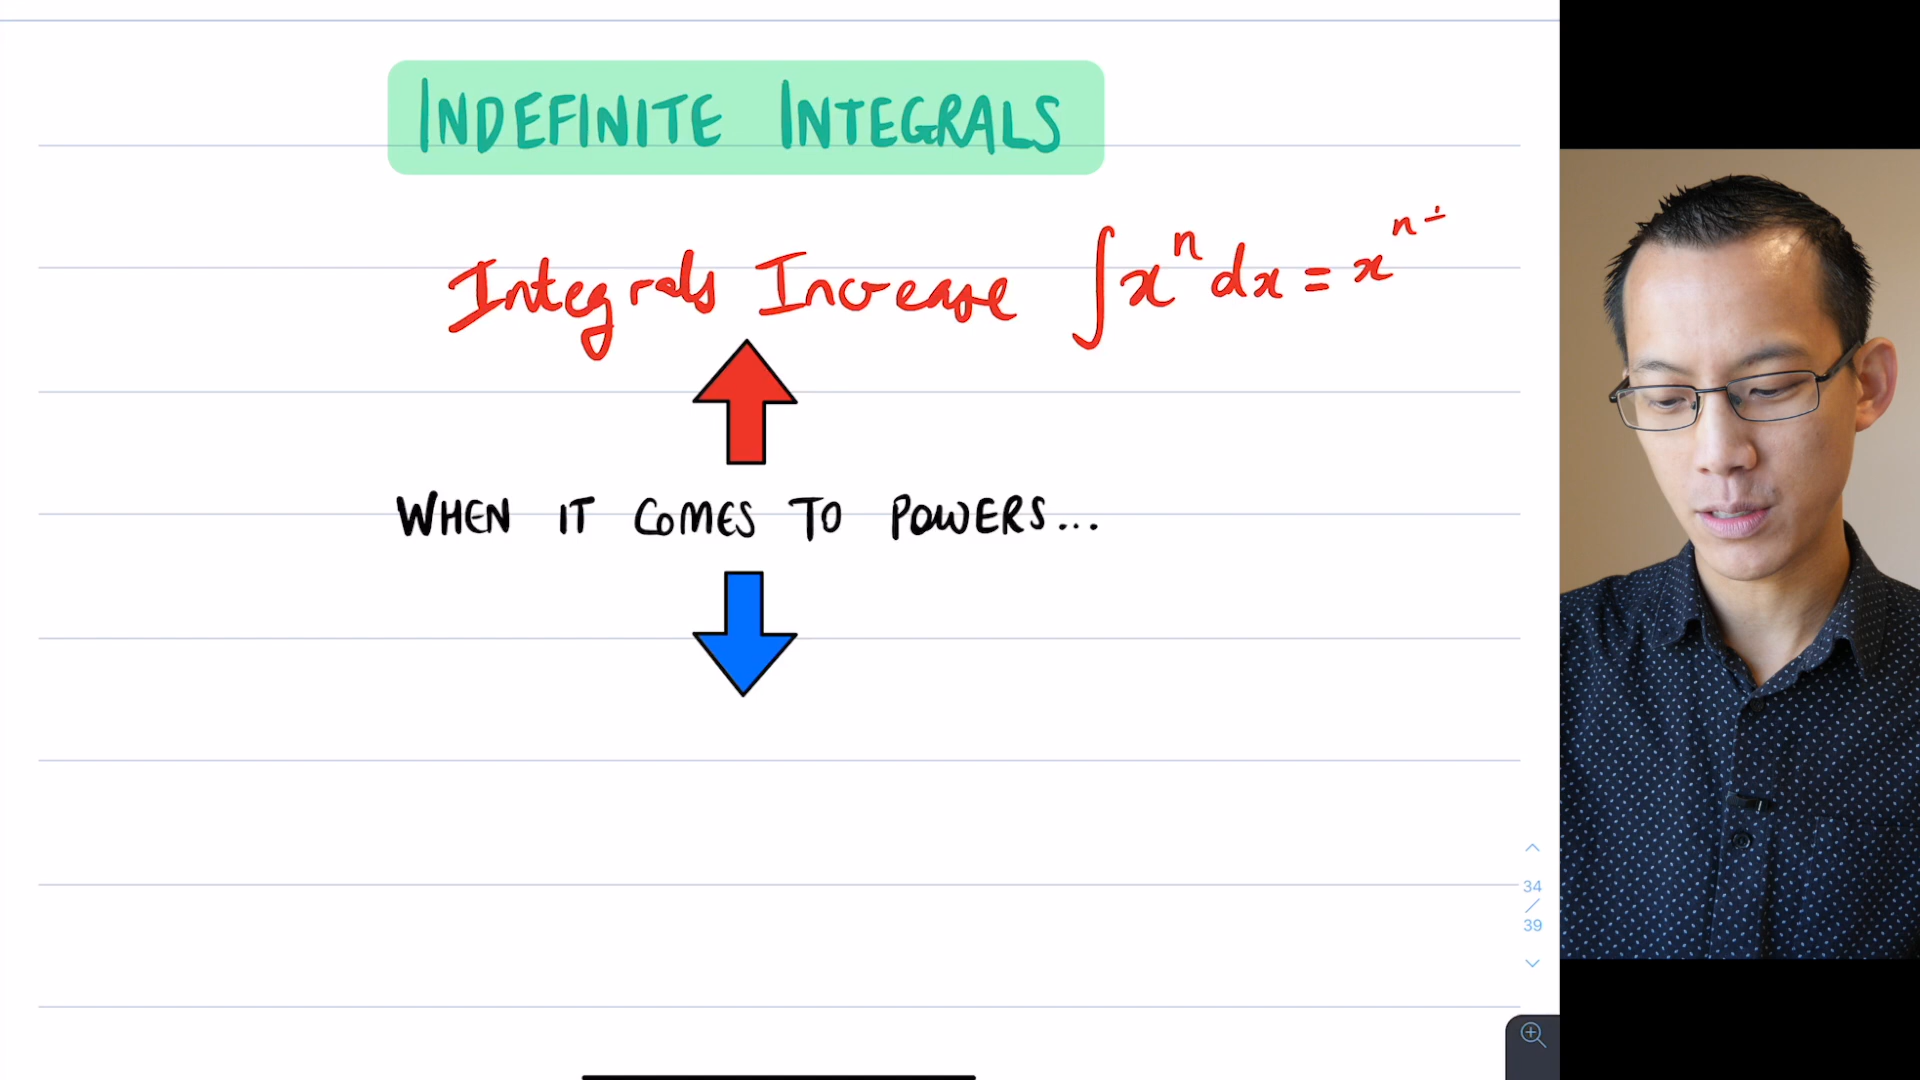 INDEFINITE INTEGRALS
Integrals Increase ∫xⁿ dx = xⁿ⁺
WHEN IT COMES TO POWERS...
34
/
39